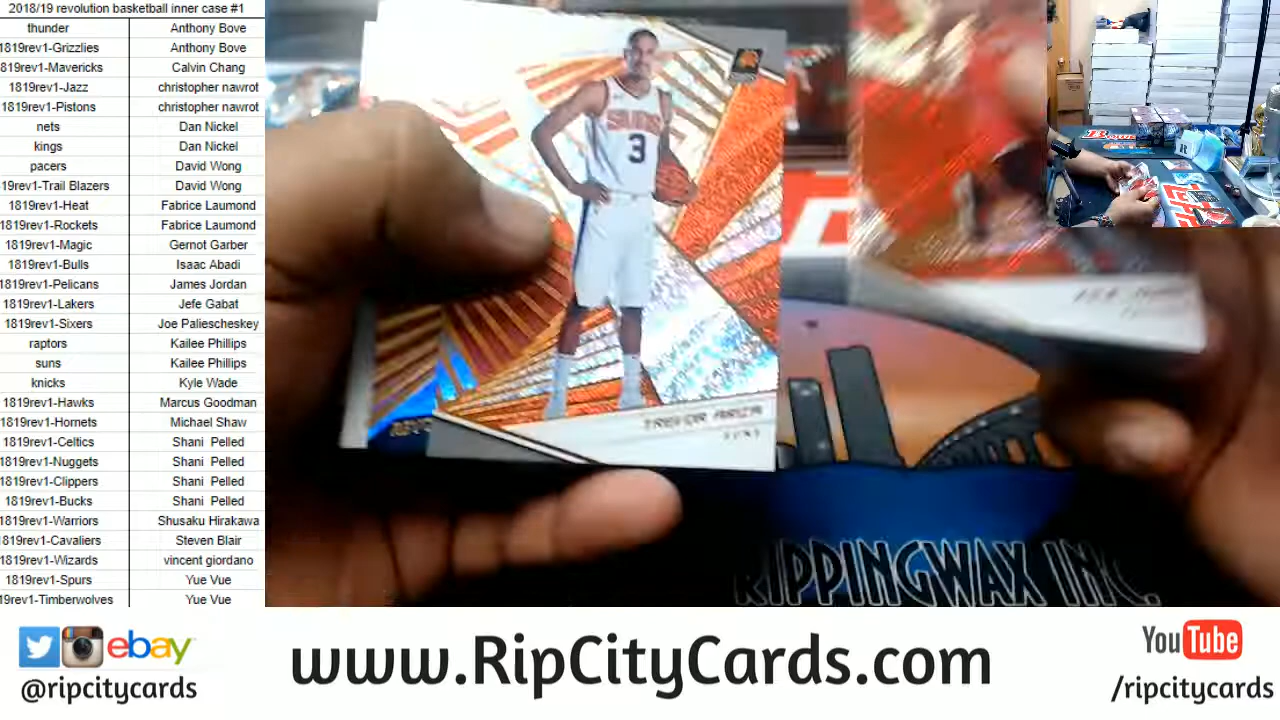 2018/19 revolution basketball inner case #1
thunder Anthony Bove
1819rev1-Grizzlies Anthony Bove
1819rev1-Mavericks Calvin Chang
1819rev1-Jazz christopher nawrot
1819rev1-Pistons christopher nawrot
nets Dan Nickel
kings Dan Nickel
pacers David Wong
19rev1-Trail Blazers David Wong
1819rev1-Heat Fabrice Laumond
1819rev1-Rockets Fabrice Laumond
1819rev1-Magic Gernot Garber
1819rev1-Bulls Isaac Abadi
1819rev1-Pelicans James Jordan
1819rev1-Lakers Jefe Gabat
1819rev1-Sixers Joe Paliescheskey
raptors Kailee Phillips
suns Kailee Phillips
knicks Kyle Wade
1819rev1-Hawks Marcus Goodman
1819rev1-Hornets Michael Shaw
1819rev1-Celtics Shani Pelled
1819rev1-Nuggets Shani Pelled
1819rev1-Clippers Shani Pelled
1819rev1-Bucks Shani Pelled
1819rev1-Warriors Shusaku Hirakawa
1819rev1-Cavaliers Steven Blair
1819rev1-Wizards vincent giordano
1819rev1-Spurs Yue Vue
19rev1-Timberwolves Yue Vue
SUNS
3
TREVOR ARIZA
SUNS
RIPPINGWAX INC.
ebay
@ripcitycards
www.RipCityCards.com
YouTube
/ripcitycards